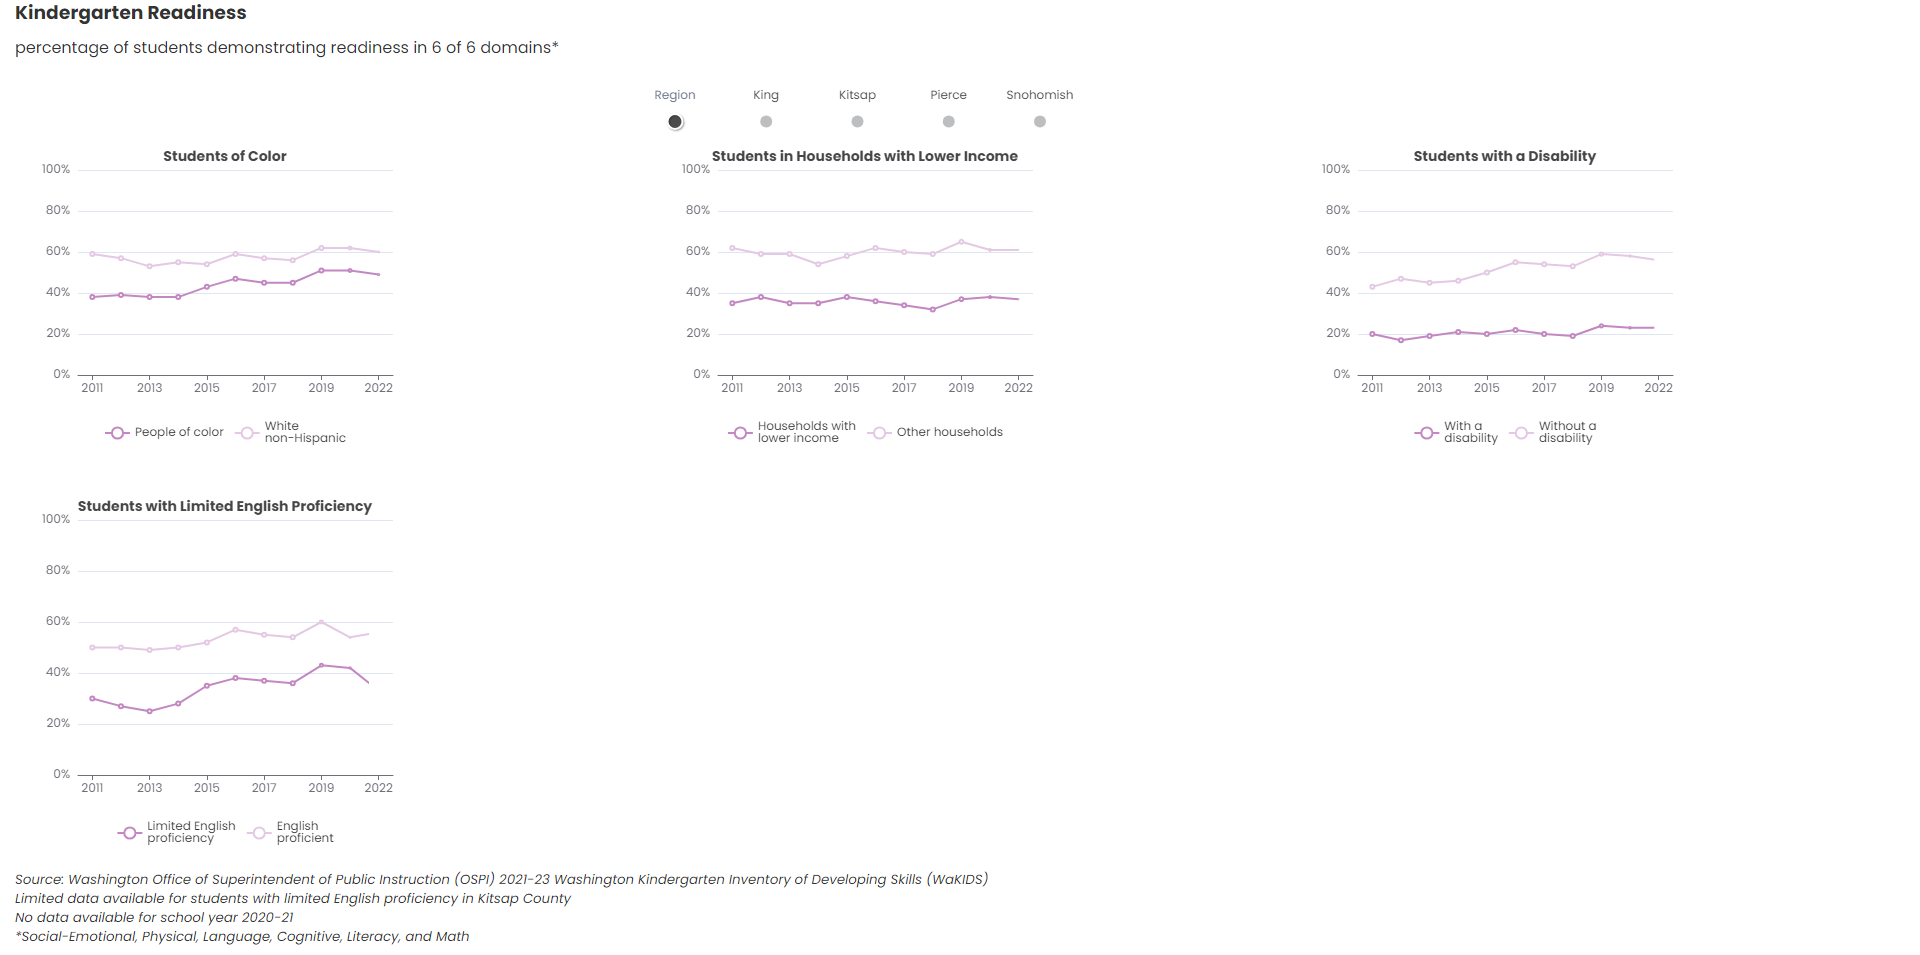 Kindergarten Readiness
percentage of students demonstrating readiness in 6 of 6 domains*
Region King Kitsap Pierce Snohomish
Students of Color
100%
80%
60%
40%
20%
0%
2011 2013 2015 2017 2019 2022
People of color
White
non-Hispanic
Students in Households with Lower Income
100%
80%
60%
40%
20%
0%
2011 2013 2015 2017 2019 2022
Households with
lower income
Other households
Students with a Disability
100%
80%
60%
40%
20%
0%
2011 2013 2015 2017 2019 2022
With a
disability
Without a
disability
Students with Limited English Proficiency
100%
80%
60%
40%
20%
0%
2011 2013 2015 2017 2019 2022
Limited English
proficiency
English
proficient
Source: Washington Office of Superintendent of Public Instruction (OSPI) 2021-23 Washington Kindergarten Inventory of Developing Skills (WaKIDS)
Limited data available for students with limited English proficiency in Kitsap County
No data available for school year 2020-21
*Social-Emotional, Physical, Language, Cognitive, Literacy, and Math